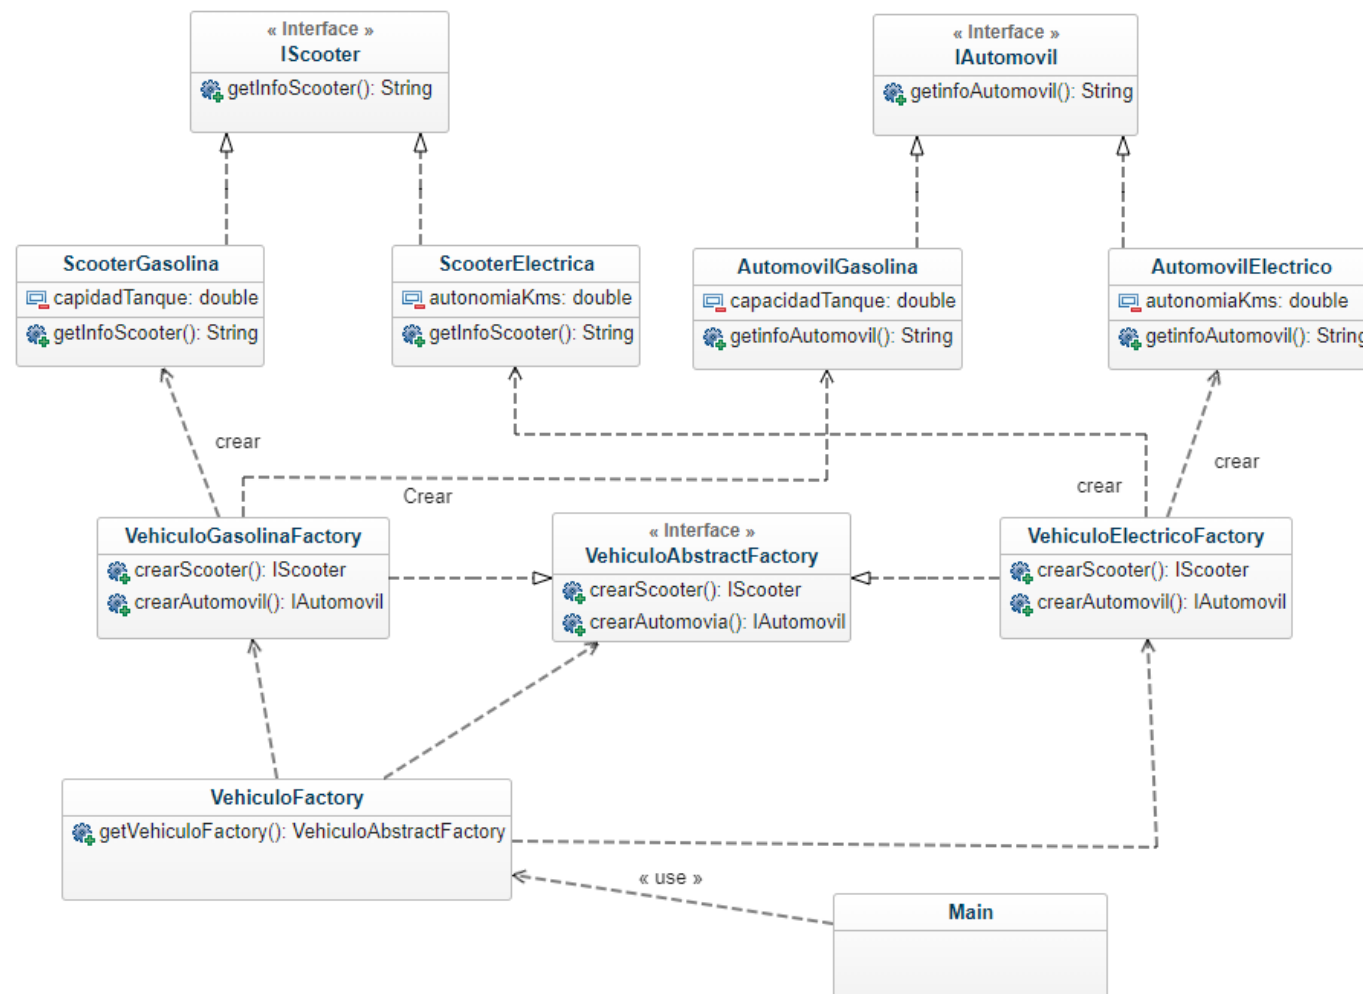 « Interface »
IScooter
getInfoScooter(): String
« Interface »
IAutomovil
getinfoAutomovil(): String
ScooterGasolina
capidadTanque: double
getInfoScooter(): String
ScooterElectrica
autonomiaKms: double
getInfoScooter(): String
AutomovilGasolina
capacidadTanque: double
getinfoAutomovil(): String
AutomovilElectrico
autonomiaKms: double
getinfoAutomovil(): String
crear
Crear
crear
crear
VehiculoGasolinaFactory
crearScooter(): IScooter
crearAutomovil(): IAutomovil
« Interface »
VehiculoAbstractFactory
crearScooter(): IScooter
crearAutomovia(): IAutomovil
VehiculoElectricoFactory
crearScooter(): IScooter
crearAutomovil(): IAutomovil
VehiculoFactory
getVehiculoFactory(): VehiculoAbstractFactory
« use »
Main